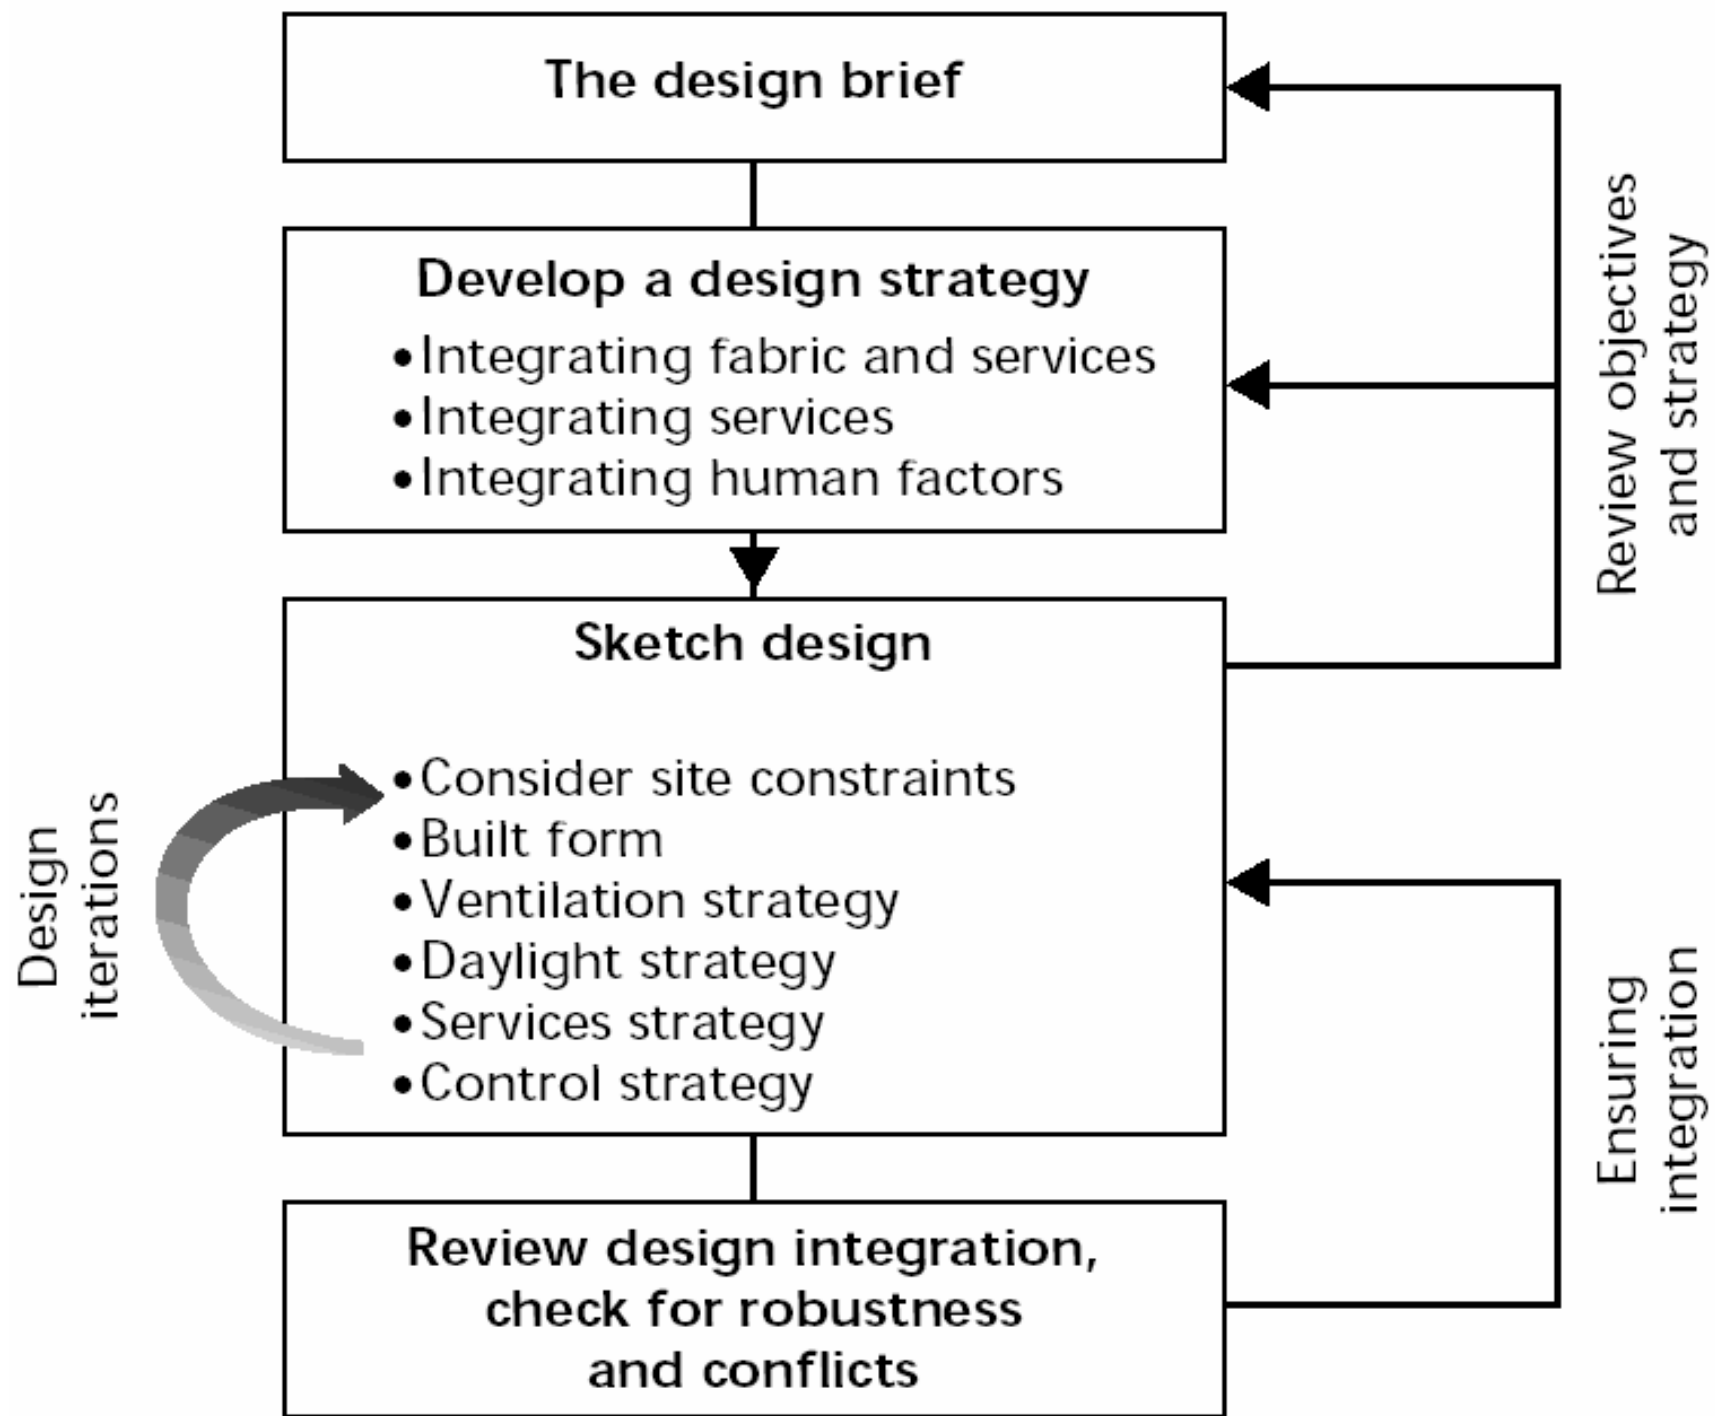 The design brief
Develop a design strategy
•Integrating fabric and services
•Integrating services
•Integrating human factors
Review objectives
and strategy
Sketch design
•Consider site constraints
•Built form
•Ventilation strategy
•Daylight strategy
•Services strategy
•Control strategy
Design
iterations
Ensuring
integration
Review design integration,
check for robustness
and conflicts